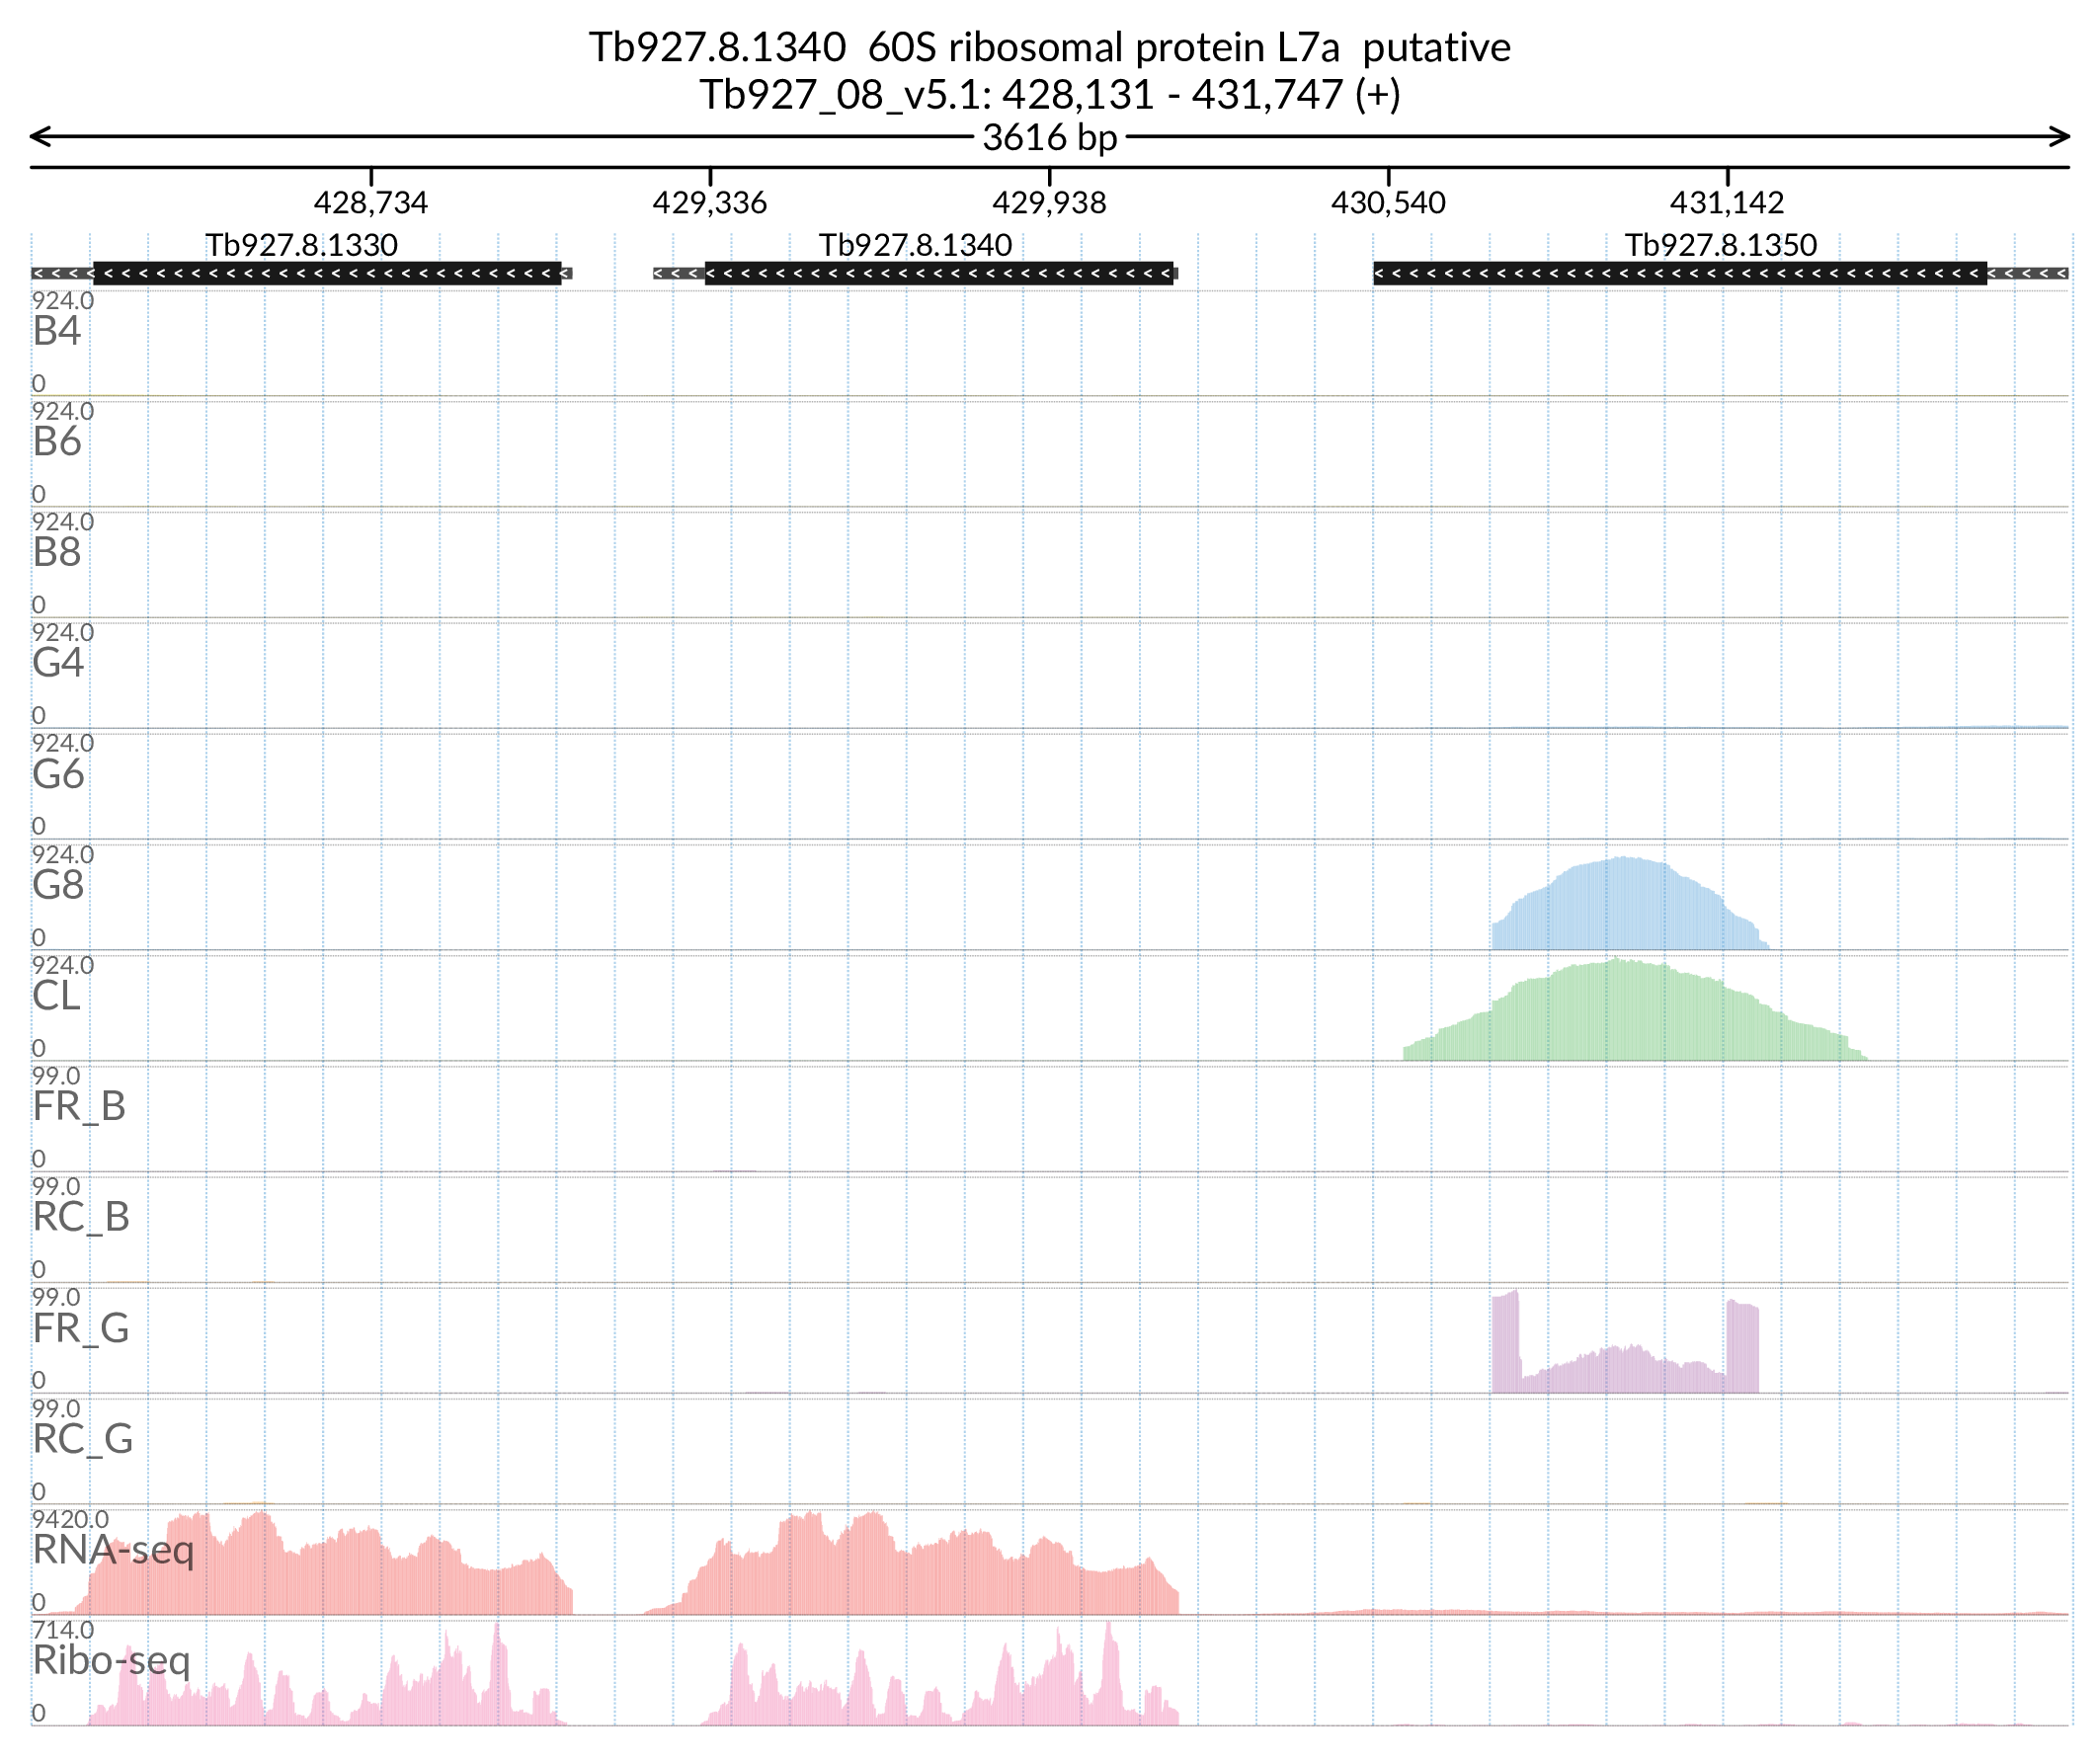 Tb927.8.1340  60S ribosomal protein L7a  putative
Tb927_08_v5.1: 428,131 - 431,747 (+)
3616 bp
428,734 429,336 429,938 430,540 431,142
Tb927.8.1330 Tb927.8.1340 Tb927.8.1350
924.0
B4
0
924.0
B6
0
924.0
B8
0
924.0
G4
0
924.0
G6
0
924.0
G8
0
924.0
CL
0
99.0
FR_B
0
99.0
RC_B
0
99.0
FR_G
0
99.0
RC_G
0
9420.0
RNA-seq
0
714.0
Ribo-seq
0